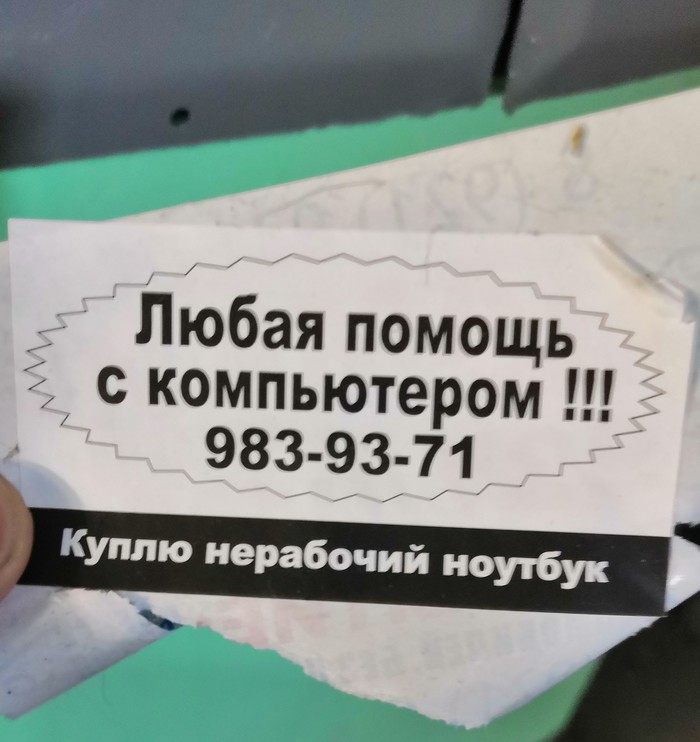 Любая помощь
с компьютером !!!
983-93-71
Куплю нерабочий ноутбук